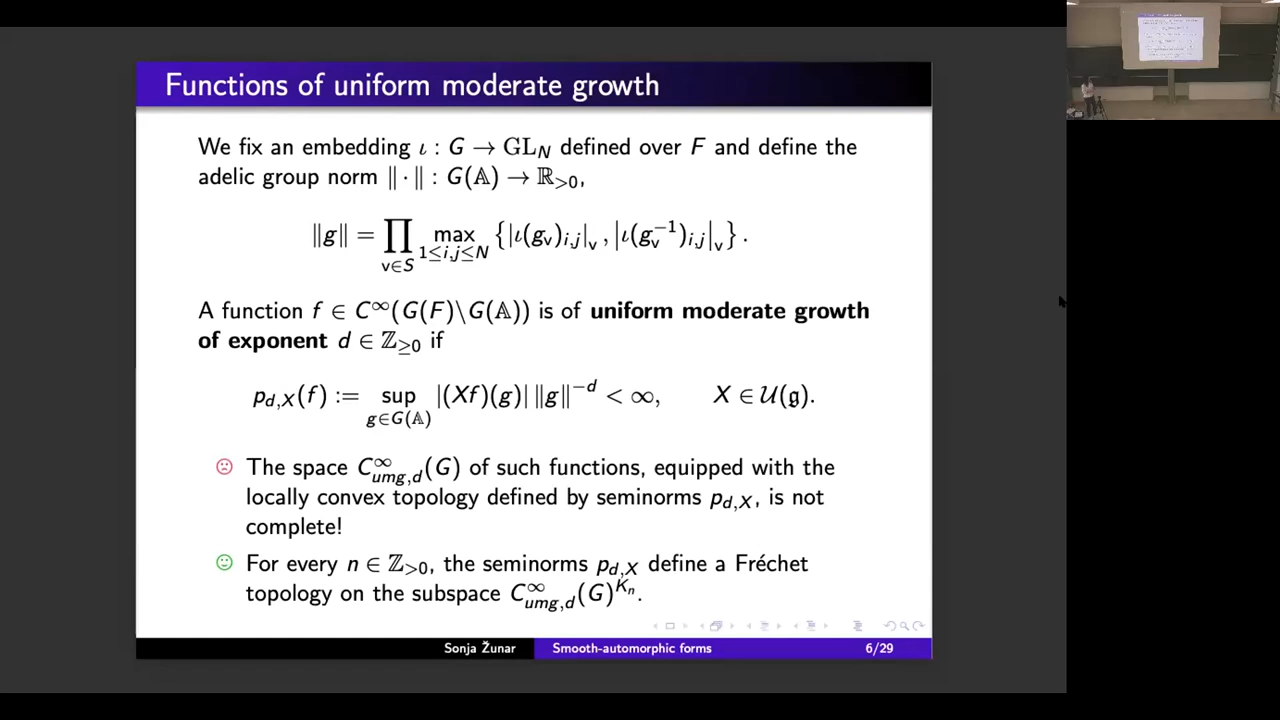 Functions of uniform moderate growth
We fix an embedding ι : G → GL_N defined over F and define the
adelic group norm ‖ · ‖ : G(𝔸) → ℝ_{>0},
‖g‖ = ∏_{v∈S} max_{1≤i,j≤N} {|ι(g_v)_{i,j}|_v , |ι(g_v^{-1})_{i,j}|_v} .
A function f ∈ C^∞(G(F)\G(𝔸)) is of uniform moderate growth
of exponent d ∈ ℤ_{≥0} if
p_{d,X}(f) := sup_{g∈G(𝔸)} |(Xf)(g)| ‖g‖^{-d} < ∞, X ∈ 𝒰(𝔤).
The space C^∞_{umg,d}(G) of such functions, equipped with the
locally convex topology defined by seminorms p_{d,X}, is not
complete!
For every n ∈ ℤ_{>0}, the seminorms p_{d,X} define a Fréchet
topology on the subspace C^∞_{umg,d}(G)^{K_n}.
Sonja Žunar Smooth-automorphic forms 6/29